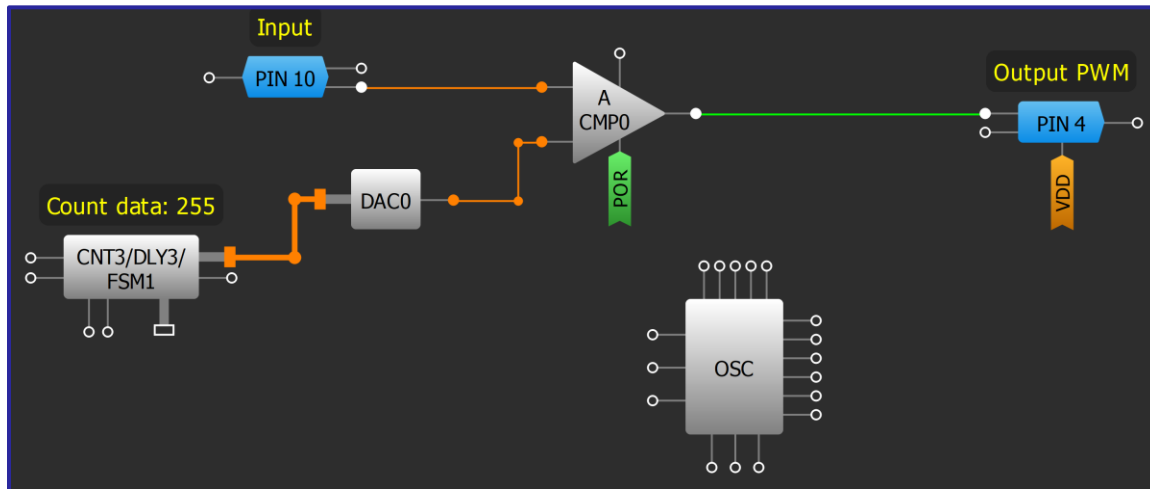 Input
PIN 10
A
CMP0
POR
Output PWM
PIN 4
VDD
Count data: 255
CNT3/DLY3/
FSM1
DAC0
OSC